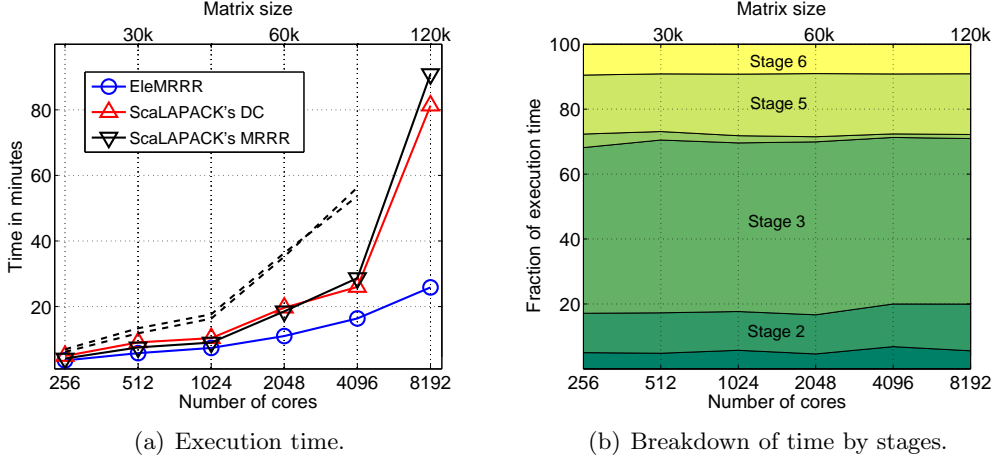 Matrix size
30k 60k 120k
Time in minutes
80
60
40
20
EleMRRR
ScaLAPACK's DC
ScaLAPACK's MRRR
256 512 1024 2048 4096 8192
Number of cores
(a) Execution time.
Matrix size
30k 60k 120k
Fraction of execution time
100
80
60
40
20
Stage 6
Stage 5
Stage 3
Stage 2
256 512 1024 2048 4096 8192
Number of cores
(b) Breakdown of time by stages.